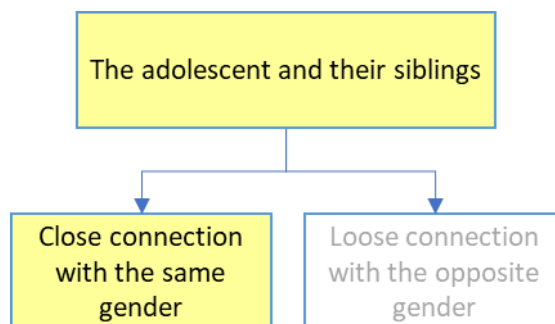 The adolescent and their siblings
Close connection
with the same
gender
Loose connection
with the opposite
gender